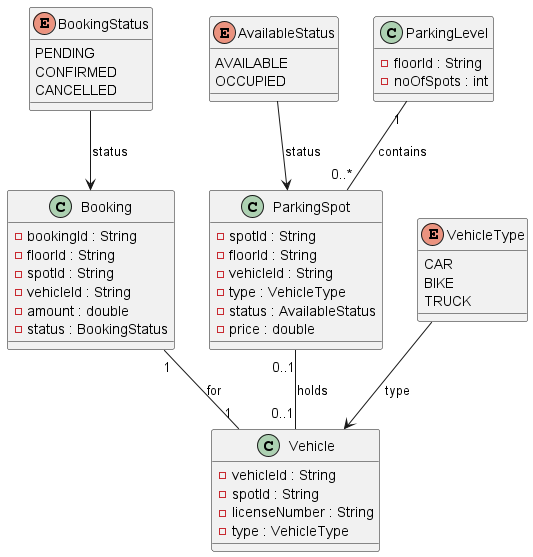 E BookingStatus
PENDING
CONFIRMED
CANCELLED
E AvailableStatus
AVAILABLE
OCCUPIED
C ParkingLevel
floorId : String
noOfSpots : int
status
status
1
contains
0..*
C Booking
bookingId : String
floorId : String
spotId : String
vehicleId : String
amount : double
status : BookingStatus
C ParkingSpot
spotId : String
floorId : String
vehicleId : String
type : VehicleType
status : AvailableStatus
price : double
E VehicleType
CAR
BIKE
TRUCK
1
for
1
0..1
holds
0..1
type
C Vehicle
vehicleId : String
spotId : String
licenseNumber : String
type : VehicleType